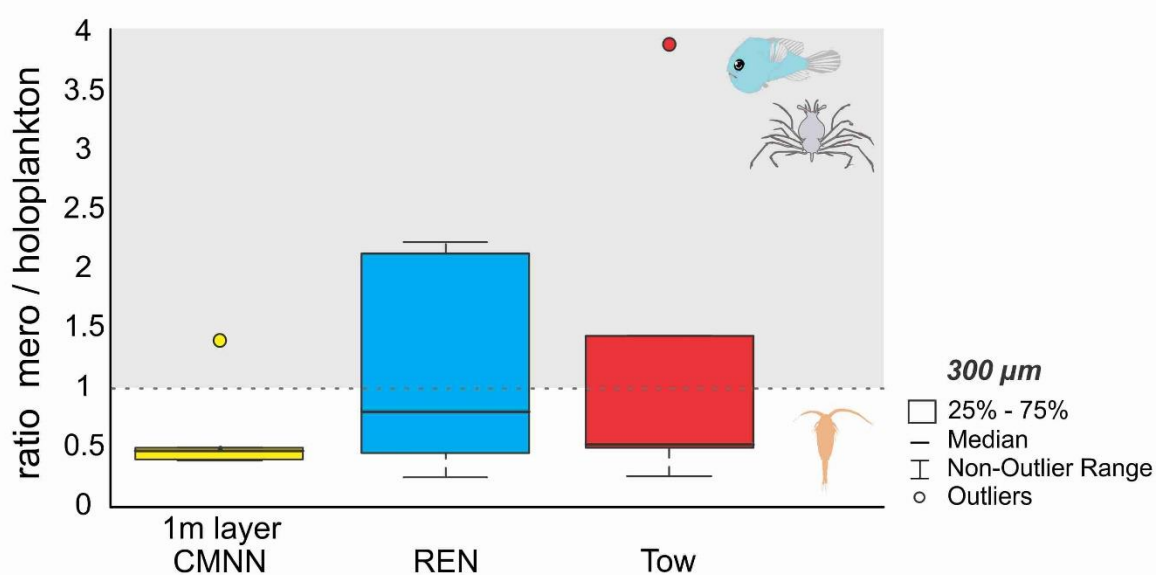 ratio mero / holoplankton
4
3.5
3
2.5
2
1.5
1
0.5
0
1m layer
CMNN
REN
Tow
300 µm
25% - 75%
Median
Non-Outlier Range
Outliers